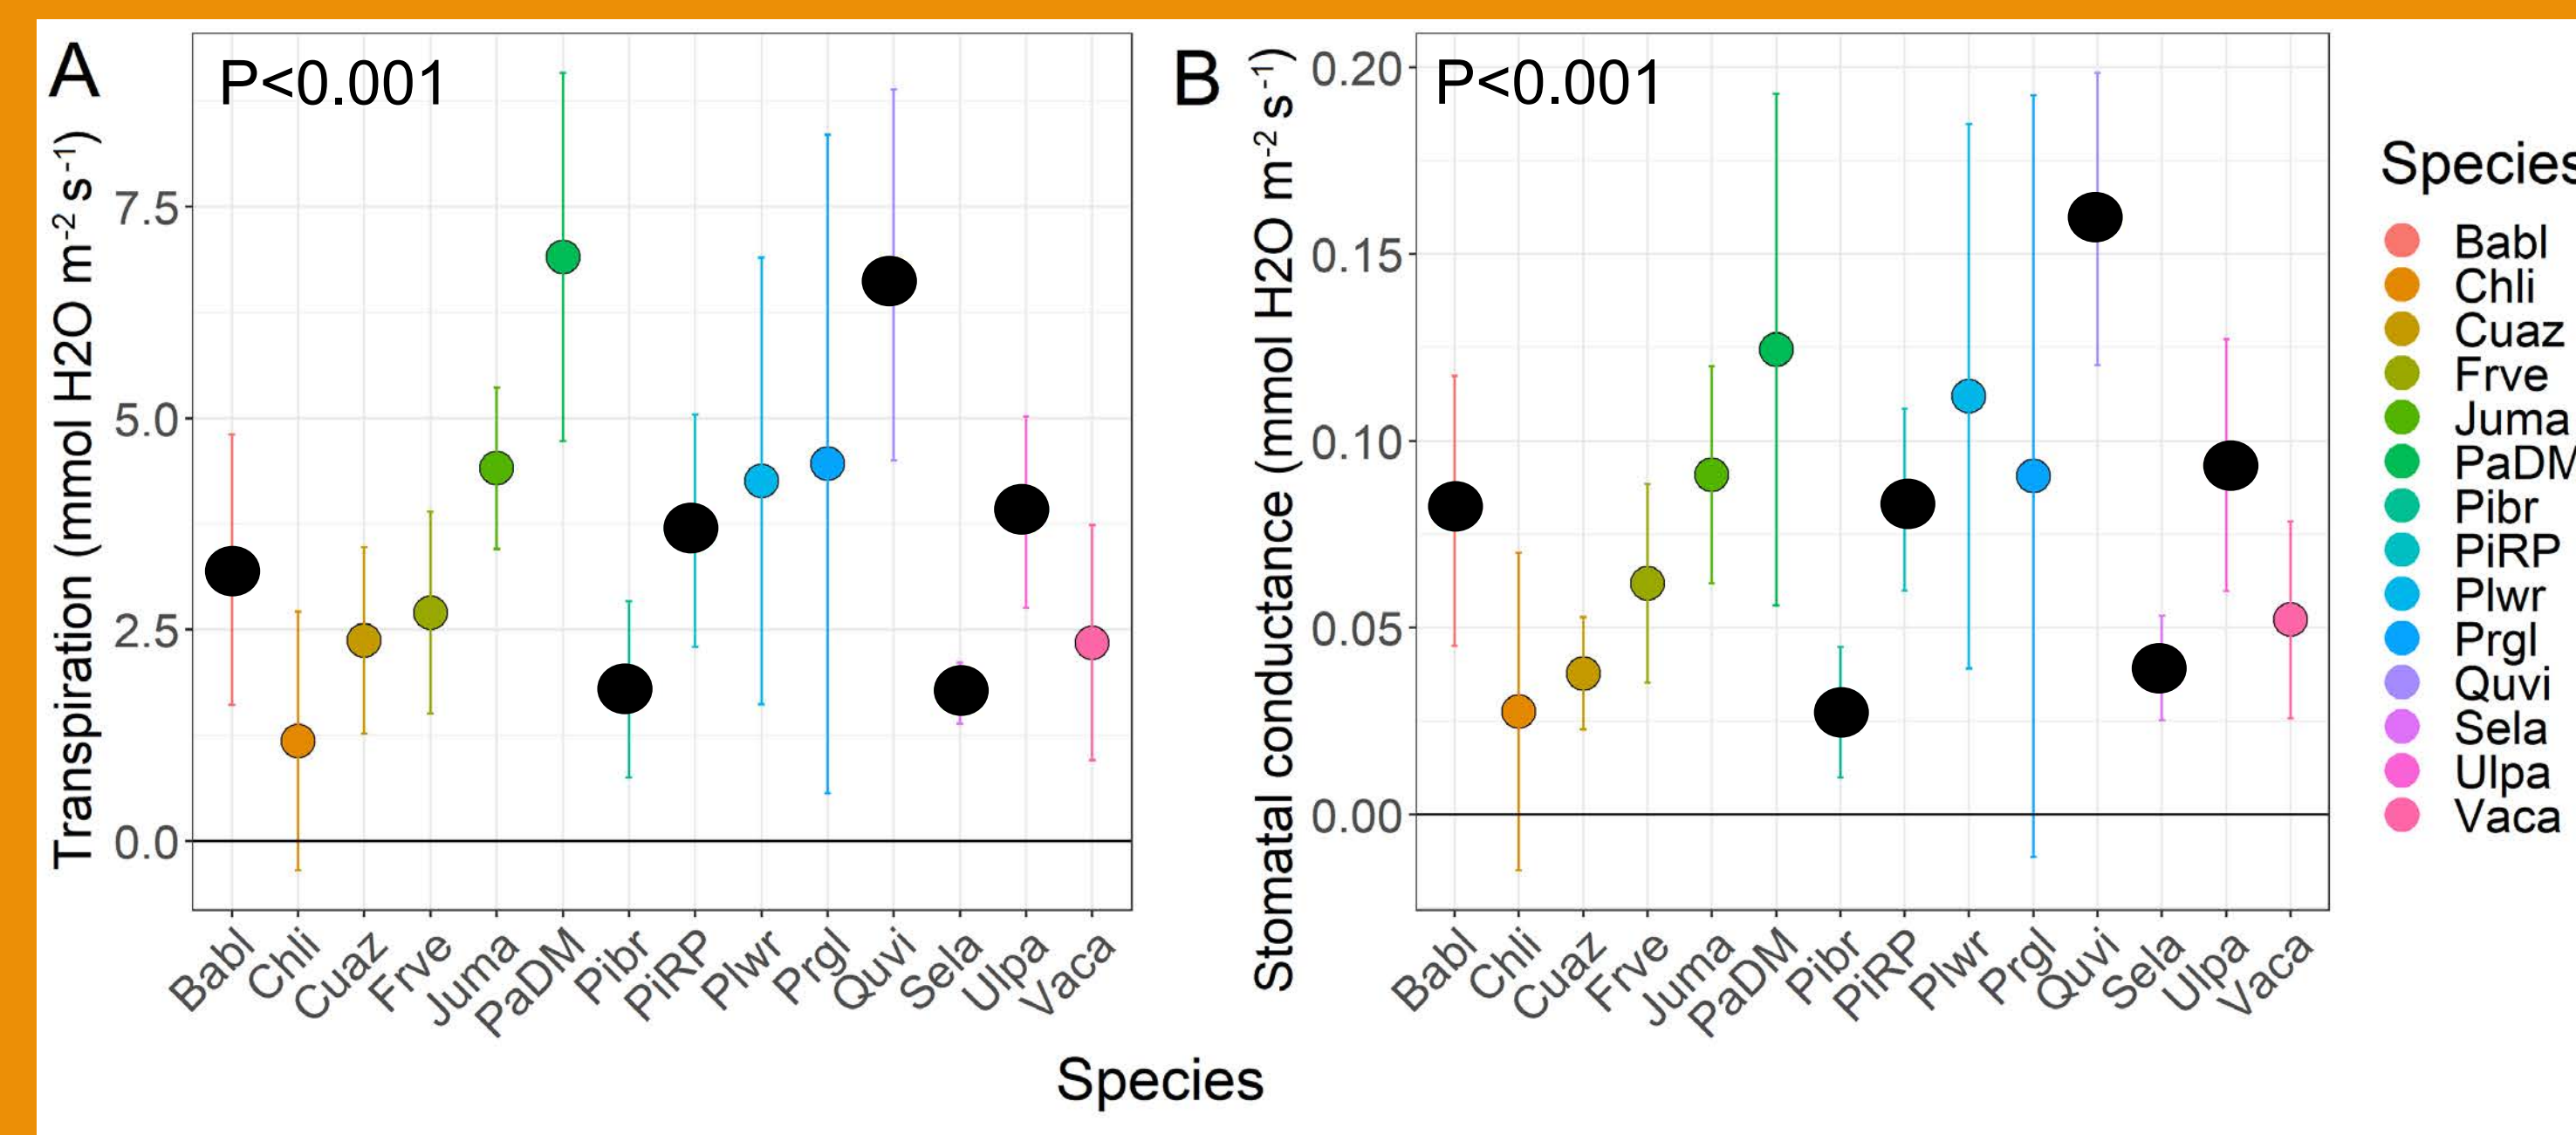 A
P<0.001
Transpiration (mmol H2O m-2 s-1)
7.5
5.0
2.5
0.0
Babl
Chli
Cuaz
Frve
Juma
PaDM
Pibr
PiRP
Plwr
Prgl
Quvi
Sela
Ulpa
Vaca
B
P<0.001
Stomatal conductance (mmol H2O m-2 s-1)
0.20
0.15
0.10
0.05
0.00
Babl
Chli
Cuaz
Frve
Juma
PaDM
Pibr
PiRP
Plwr
Prgl
Quvi
Sela
Ulpa
Vaca
Species
Species
Babl
Chli
Cuaz
Frve
Juma
PaDM
Pibr
PiRP
Plwr
Prgl
Quvi
Sela
Ulpa
Vaca